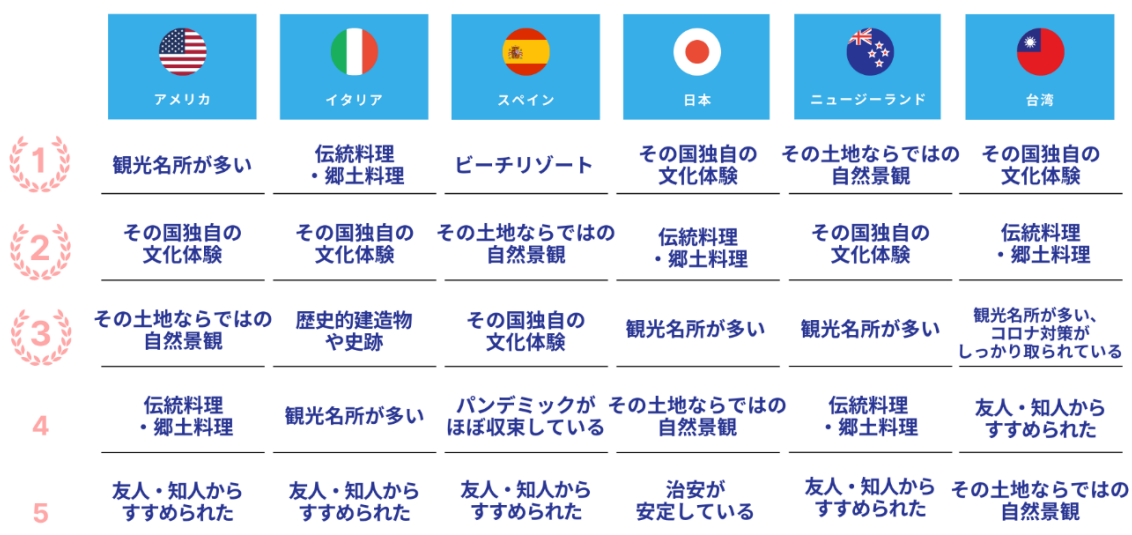 アメリカ
イタリア
スペイン
日本
ニュージーランド
台湾
1
観光名所が多い
伝統料理
・郷土料理
ビーチリゾート
その国独自の
文化体験
その土地ならではの
自然景観
その国独自の
文化体験
2
その国独自の
文化体験
その国独自の
文化体験
その土地ならではの
自然景観
伝統料理
・郷土料理
その国独自の
文化体験
伝統料理
・郷土料理
3
その土地ならではの
自然景観
歴史的建造物
や史跡
その国独自の
文化体験
観光名所が多い
観光名所が多い
観光名所が多い、
コロナ対策が
しっかり取られている
4
伝統料理
・郷土料理
観光名所が多い
パンデミックが
ほぼ収束している
その土地ならではの
自然景観
伝統料理
・郷土料理
友人・知人から
すすめられた
5
友人・知人から
すすめられた
友人・知人から
すすめられた
友人・知人から
すすめられた
治安が
安定している
友人・知人から
すすめられた
その土地ならではの
自然景観